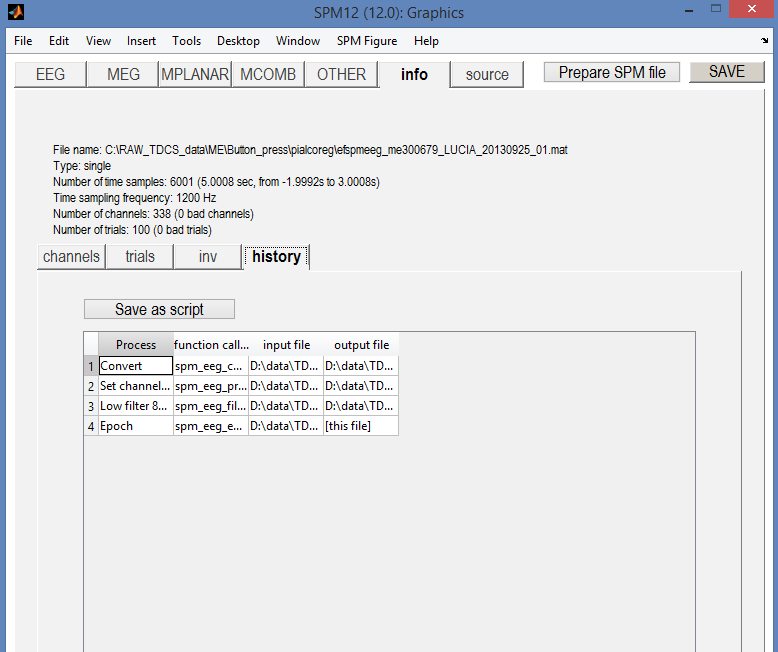 SPM12 (12.0): Graphics
File Edit View Insert Tools Desktop Window SPM Figure Help
EEG MEG MPLANAR MCOMB OTHER info source Prepare SPM file SAVE
File name: C:\RAW_TDCS_data\ME\Button_press\pialcoreg\efspmeeg_me300679_LUCIA_20130925_01.mat
Type: single
Number of time samples: 6001 (5.0008 sec, from -1.9992s to 3.0008s)
Time sampling frequency: 1200 Hz
Number of channels: 338 (0 bad channels)
Number of trials: 100 (0 bad trials)
channels trials inv history
Save as script
Process function call... input file output file
1 Convert spm_eeg_c... D:\data\TD... D:\data\TD...
2 Set channel... spm_eeg_pr... D:\data\TD... D:\data\TD...
3 Low filter 8... spm_eeg_fil... D:\data\TD... D:\data\TD...
4 Epoch spm_eeg_e... D:\data\TD... [this file]